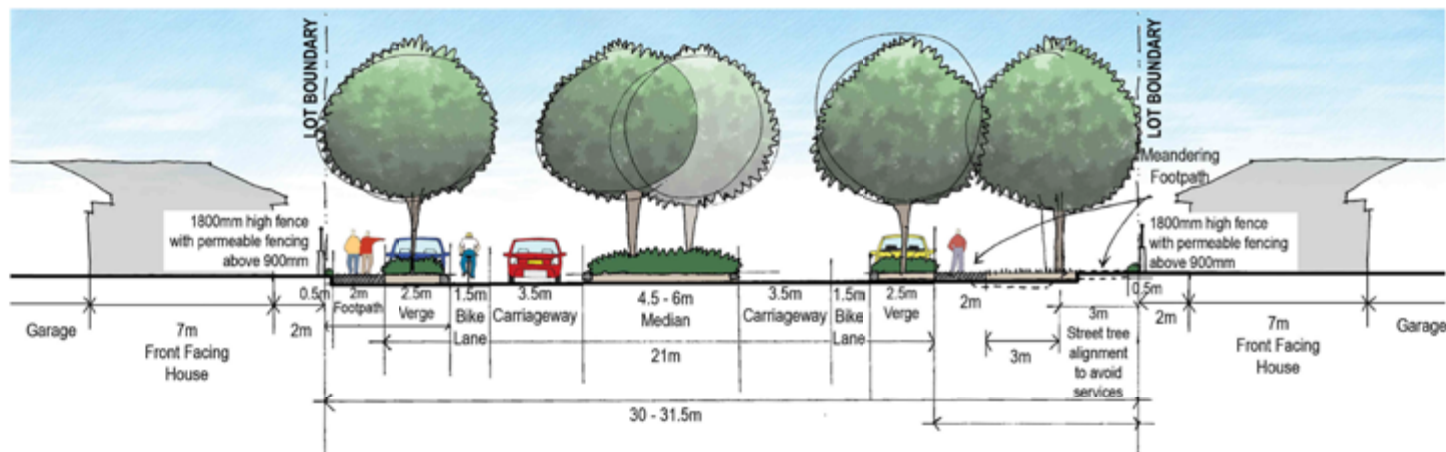 LOT BOUNDARY
LOT BOUNDARY
Meandering
Footpath
1800mm high fence
with permeable fencing
above 900mm
1800mm high fence
with permeable fencing
above 900mm
Garage
7m
Front Facing
House
2m
0.5m
2m
Footpath
2.5m
Verge
1.5m
Bike
Lane
3.5m
Carriageway
4.5 - 6m
Median
3.5m
Carriageway
1.5m
Bike
Lane
2.5m
Verge
2m
3m
3m
Street tree
alignment
to avoid
services
0.5m
2m
7m
Front Facing
House
Garage
21m
30 - 31.5m